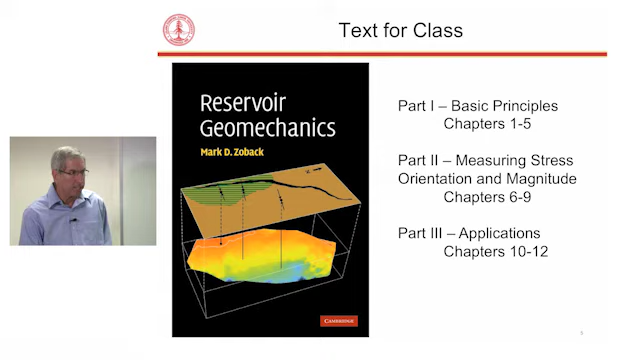 Text for Class
Reservoir
Geomechanics
Mark D. Zoback
CAMBRIDGE
Part I – Basic Principles
Chapters 1-5
Part II – Measuring Stress
Orientation and Magnitude
Chapters 6-9
Part III – Applications
Chapters 10-12